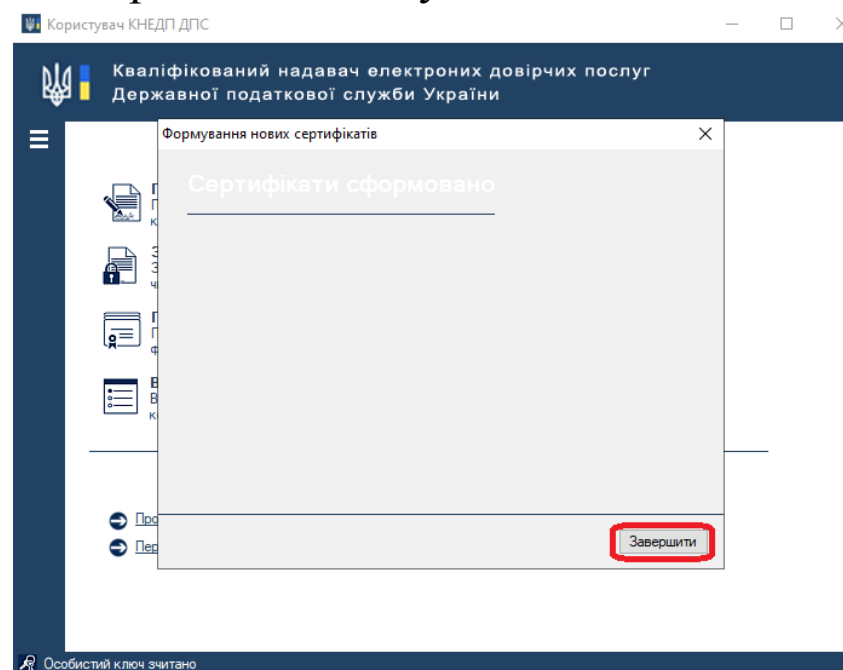 Користувач КНЕДП ДПС
Кваліфікований надавач електроних довірчих послуг
Державної податкової служби України
Формування нових сертифікатів
Сертифікати сформовано
Завершити
Особистий ключ зчитано